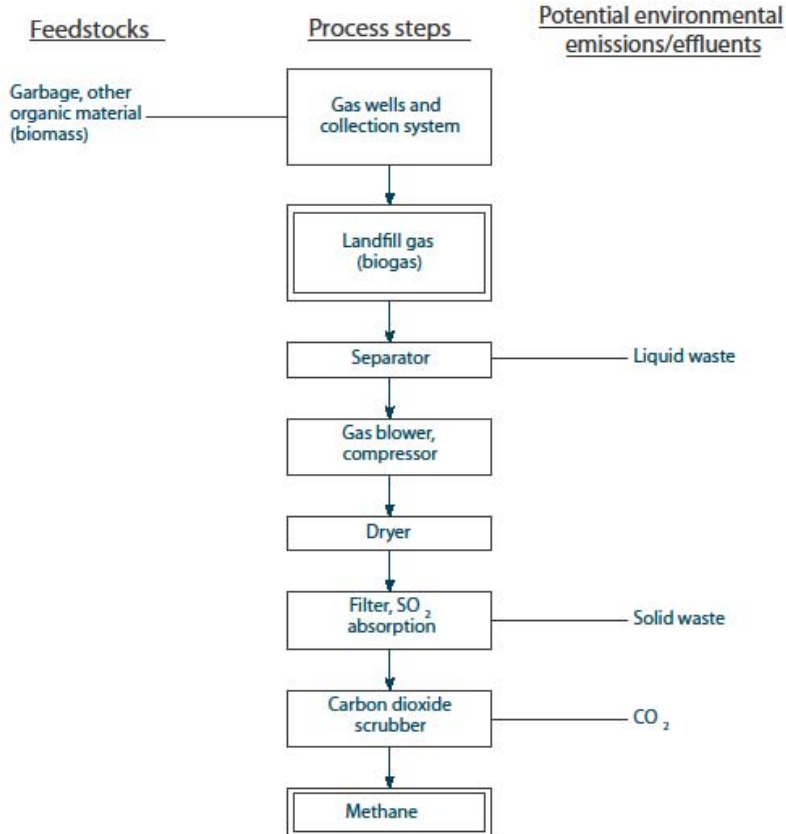 Feedstocks
Process steps
Potential environmental
emissions/effluents
Garbage, other
organic material
(biomass)
Gas wells and
collection system
Landfill gas
(biogas)
Separator
Liquid waste
Gas blower,
compressor
Dryer
Filter, SO₂
absorption
Solid waste
Carbon dioxide
scrubber
CO₂
Methane